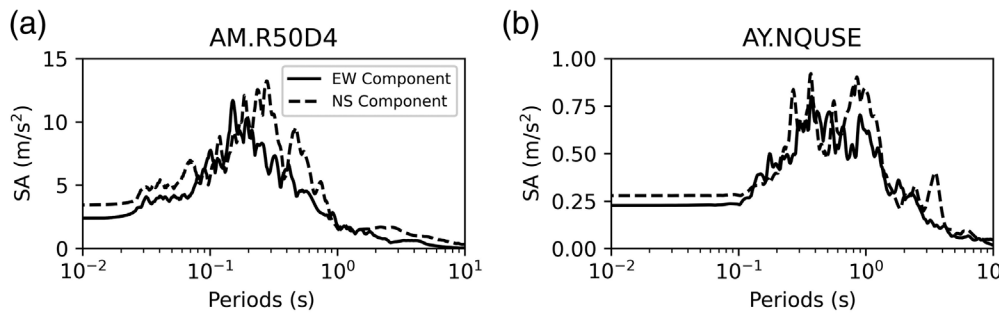 (a)
AM.R50D4
15
10
5
0
SA (m/s²)
EW Component
NS Component
10⁻² 10⁻¹ 10⁰ 10¹
Periods (s)
(b)
AY.NQUSE
1.00
0.75
0.50
0.25
0.00
SA (m/s²)
10⁻² 10⁻¹ 10⁰ 10
Periods (s)